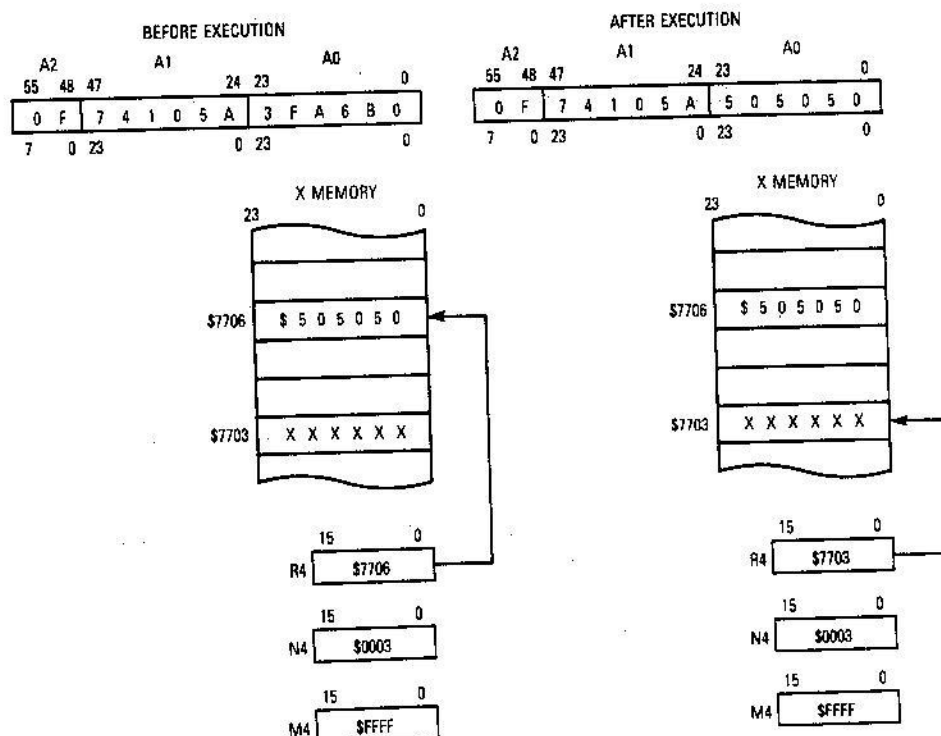 BEFORE EXECUTION
A2 A1 A0
55 48 47 24 23 0
0 F 7 4 1 0 5 A 3 F A 6 B 0
7 0 23 0 23 0
X MEMORY
23 0
$7706 $ 5 0 5 0 5 0
$7703 X X X X X X
15 0
R4 $7706
15 0
N4 $0003
15 0
M4 $FFFF
AFTER EXECUTION
A2 A1 A0
55 48 47 24 23 0
0 F 7 4 1 0 5 A 5 0 5 0 5 0
7 0 23 0 23 0
X MEMORY
23 0
$7706 $ 5 0 5 0 5 0
$7703 X X X X X X
15 0
R4 $7703
15 0
N4 $0003
15 0
M4 $FFFF